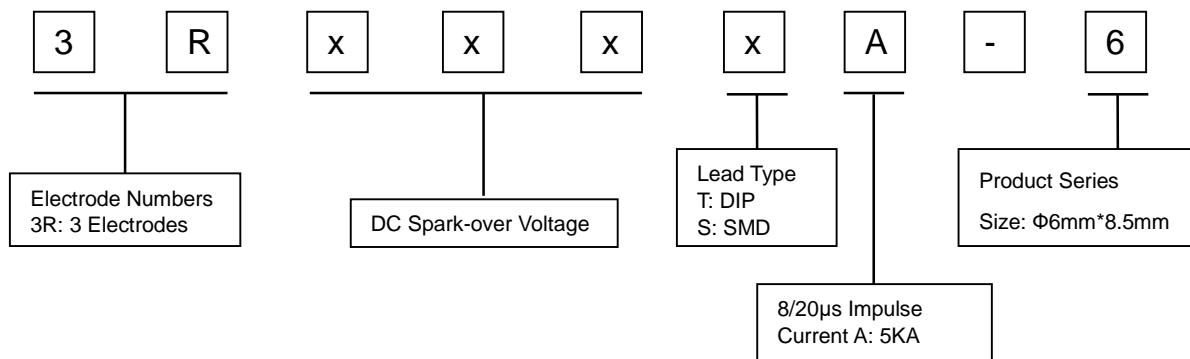 3 R x x x x A - 6
Electrode Numbers
3R: 3 Electrodes
DC Spark-over Voltage
Lead Type
T: DIP
S: SMD
8/20μs Impulse
Current A: 5KA
Product Series
Size: Φ6mm*8.5mm